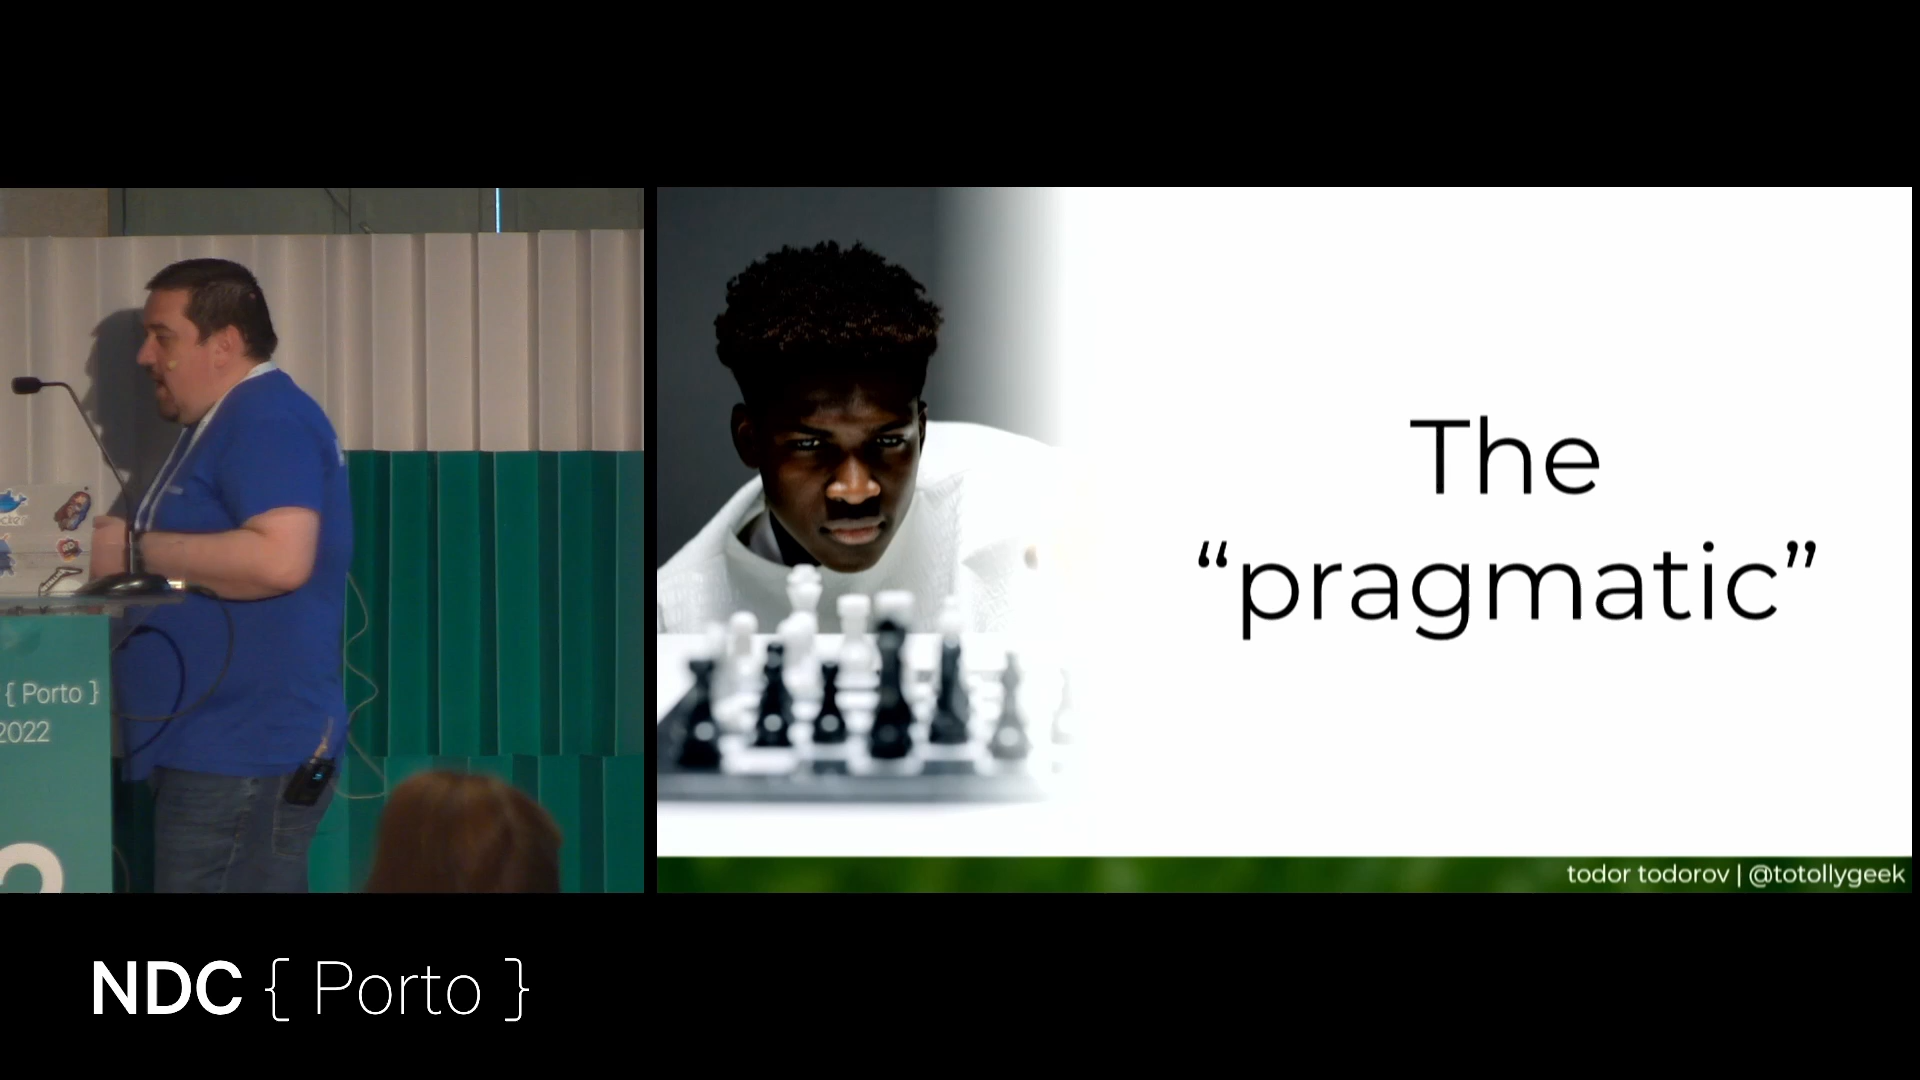 { Porto }
2022
The
“pragmatic”
todor todorov | @totollygeek
NDC { Porto }